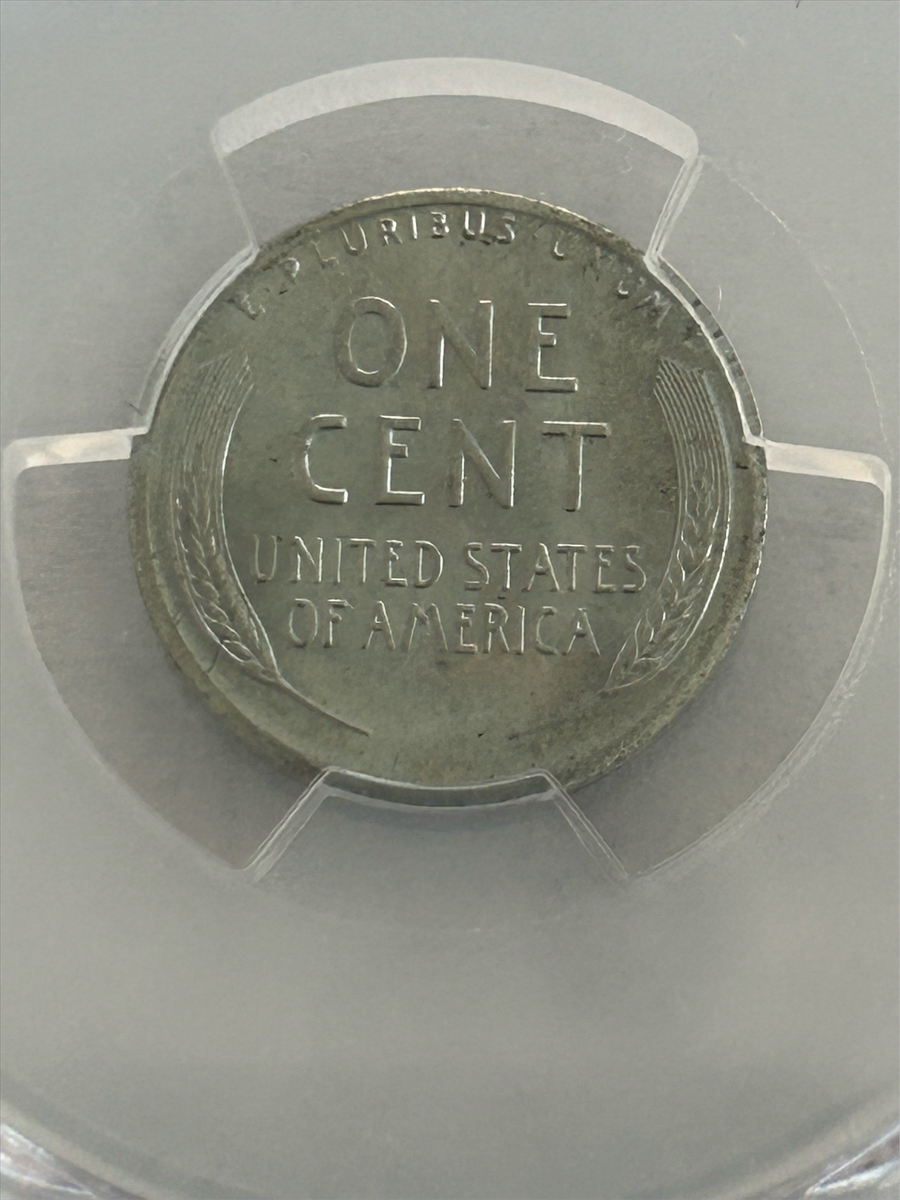 E·PLURIBUS·UNUM
ONE
CENT
UNITED STATES
OF AMERICA